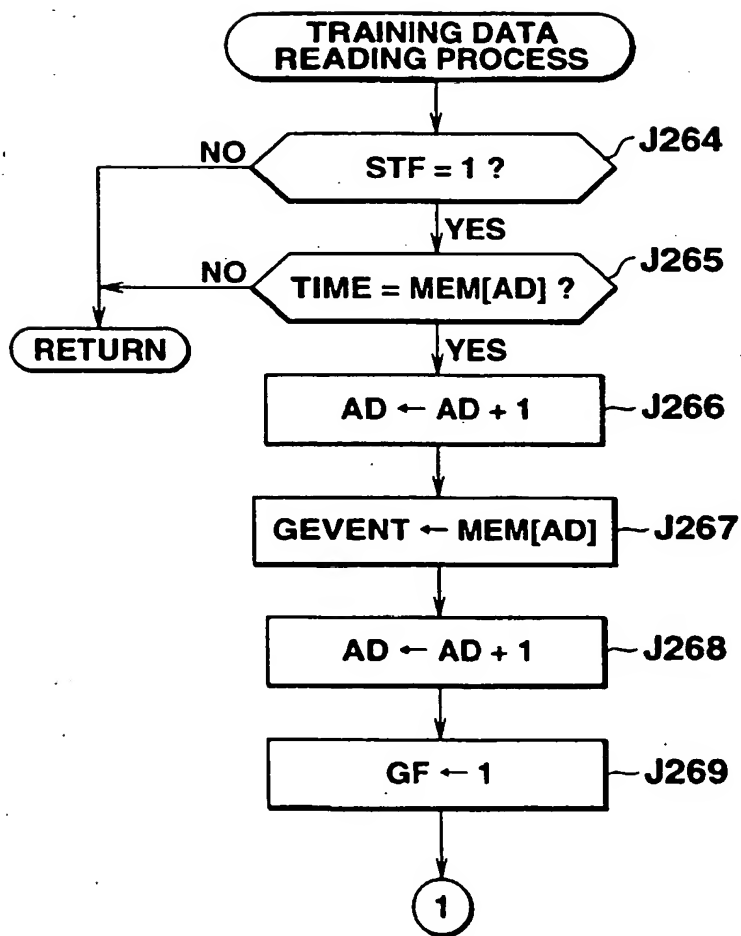 TRAINING DATA
READING PROCESS
J264
NO
STF = 1 ?
YES
J265
NO
TIME = MEM[AD] ?
RETURN
YES
AD ← AD + 1
J266
GEVENT ← MEM[AD]
J267
AD ← AD + 1
J268
GF ← 1
J269
1